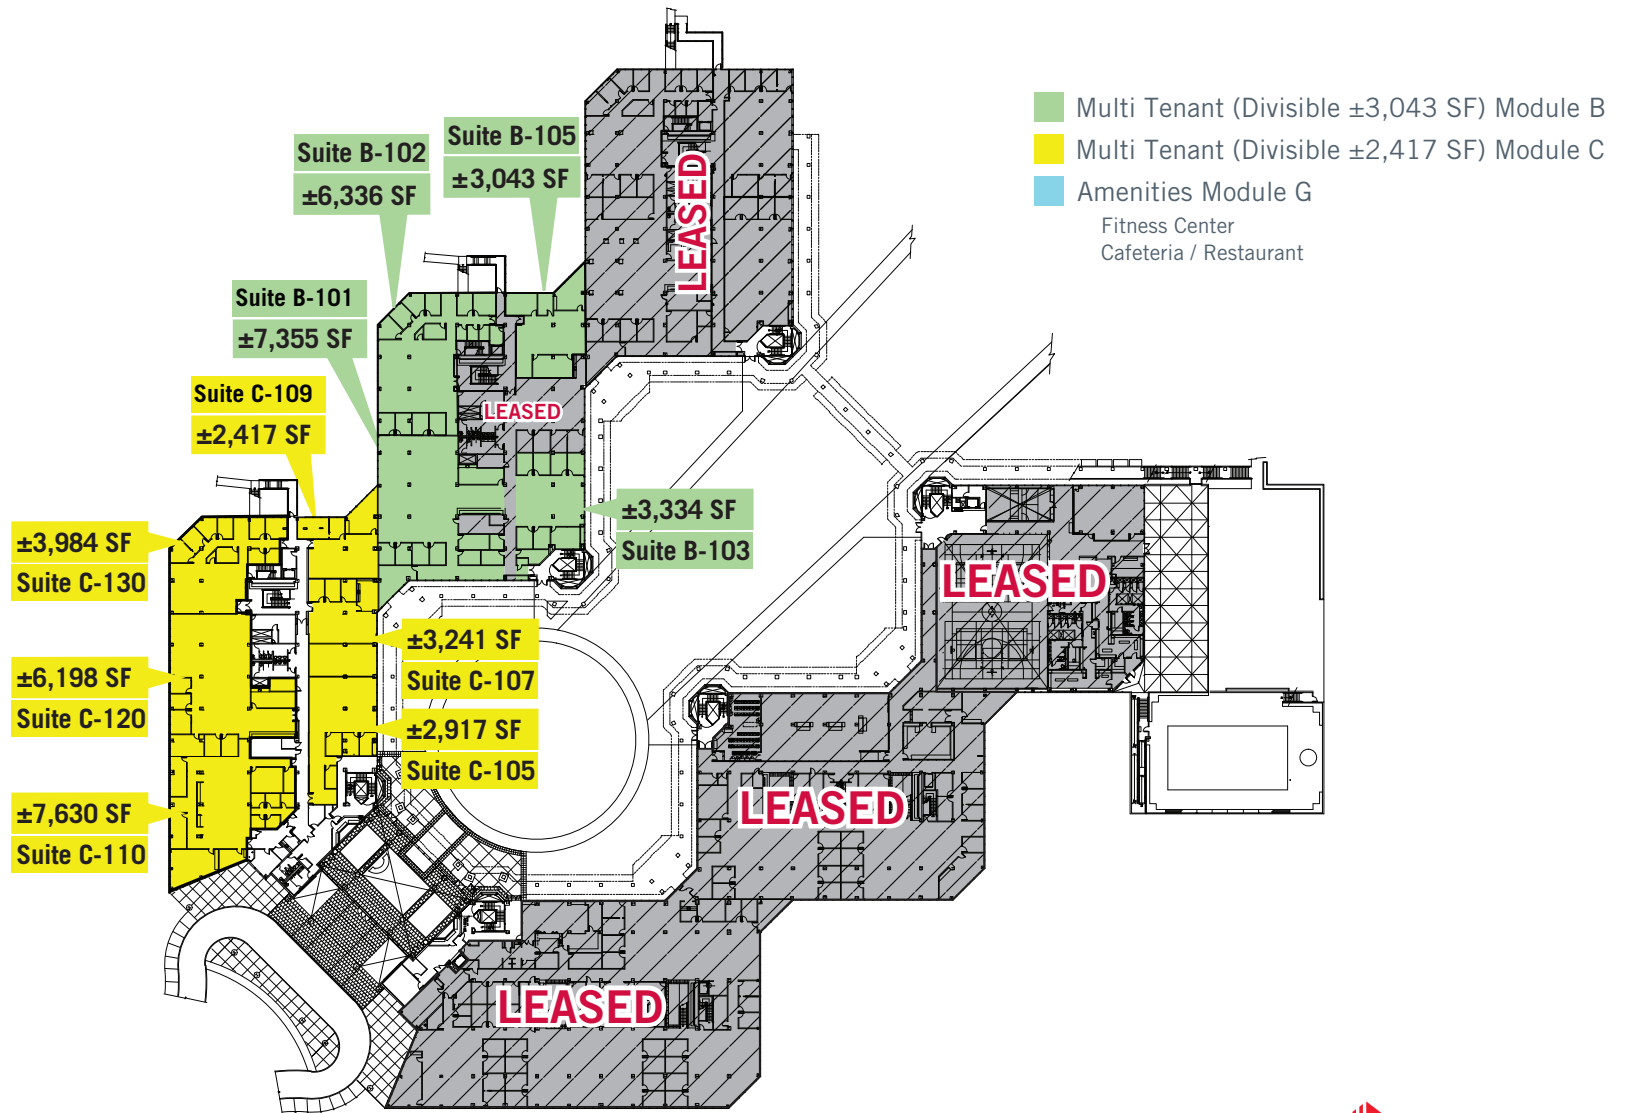 Multi Tenant (Divisible ±3,043 SF) Module B
Multi Tenant (Divisible ±2,417 SF) Module C
Amenities Module G
Fitness Center
Cafeteria / Restaurant
Suite B-105
±3,043 SF
Suite B-102
±6,336 SF
LEASED
Suite B-101
±7,355 SF
Suite C-109
±2,417 SF
LEASED
±3,334 SF
Suite B-103
±3,984 SF
Suite C-130
LEASED
±3,241 SF
Suite C-107
±6,198 SF
Suite C-120
±2,917 SF
Suite C-105
±7,630 SF
Suite C-110
LEASED
LEASED